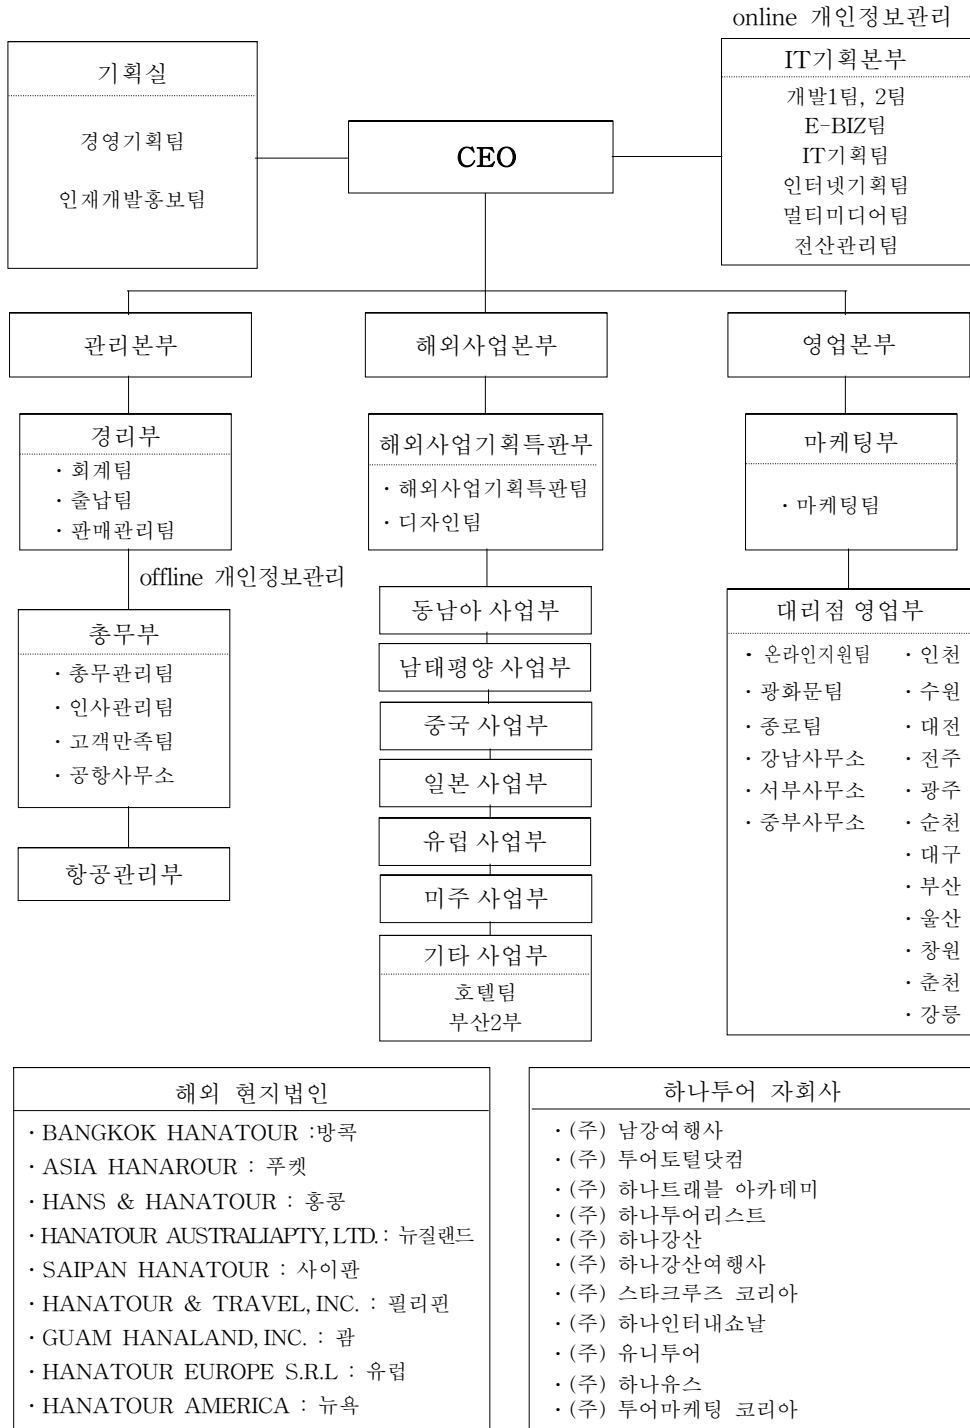 online 개인정보관리
기획실
경영기획팀
인재개발홍보팀
CEO
IT기획본부
개발1팀, 2팀
E-BIZ팀
IT기획팀
인터넷기획팀
멀티미디어팀
전산관리팀
관리본부
해외사업본부
영업본부
경리부
· 회계팀
· 출납팀
· 판매관리팀
offline 개인정보관리
총무부
· 총무관리팀
· 인사관리팀
· 고객만족팀
· 공항사무소
항공관리부
해외사업기획특판부
· 해외사업기획특판팀
· 디자인팀
동남아 사업부
남태평양 사업부
중국 사업부
일본 사업부
유럽 사업부
미주 사업부
기타 사업부
호텔팀
부산2부
마케팅부
· 마케팅팀
대리점 영업부
· 온라인지원팀
· 광화문팀
· 종로팀
· 강남사무소
· 서부사무소
· 중부사무소
· 인천
· 수원
· 대전
· 전주
· 광주
· 순천
· 대구
· 부산
· 울산
· 창원
· 춘천
· 강릉
해외 현지법인
· BANGKOK HANATOUR :방콕
· ASIA HANAROUR : 푸켓
· HANS & HANATOUR : 홍콩
· HANATOUR AUSTRALIAPTY, LTD. : 뉴질랜드
· SAIPAN HANATOUR : 사이판
· HANATOUR & TRAVEL, INC. : 필리핀
· GUAM HANALAND, INC. : 괌
· HANATOUR EUROPE S.R.L : 유럽
· HANATOUR AMERICA : 뉴욕
하나투어 자회사
· (주) 남강여행사
· (주) 투어토털닷컴
· (주) 하나트래블 아카데미
· (주) 하나투어리스트
· (주) 하나강산
· (주) 하나강산여행사
· (주) 스타크루즈 코리아
· (주) 하나인터내쇼날
· (주) 유니투어
· (주) 하나유스
· (주) 투어마케팅 코리아